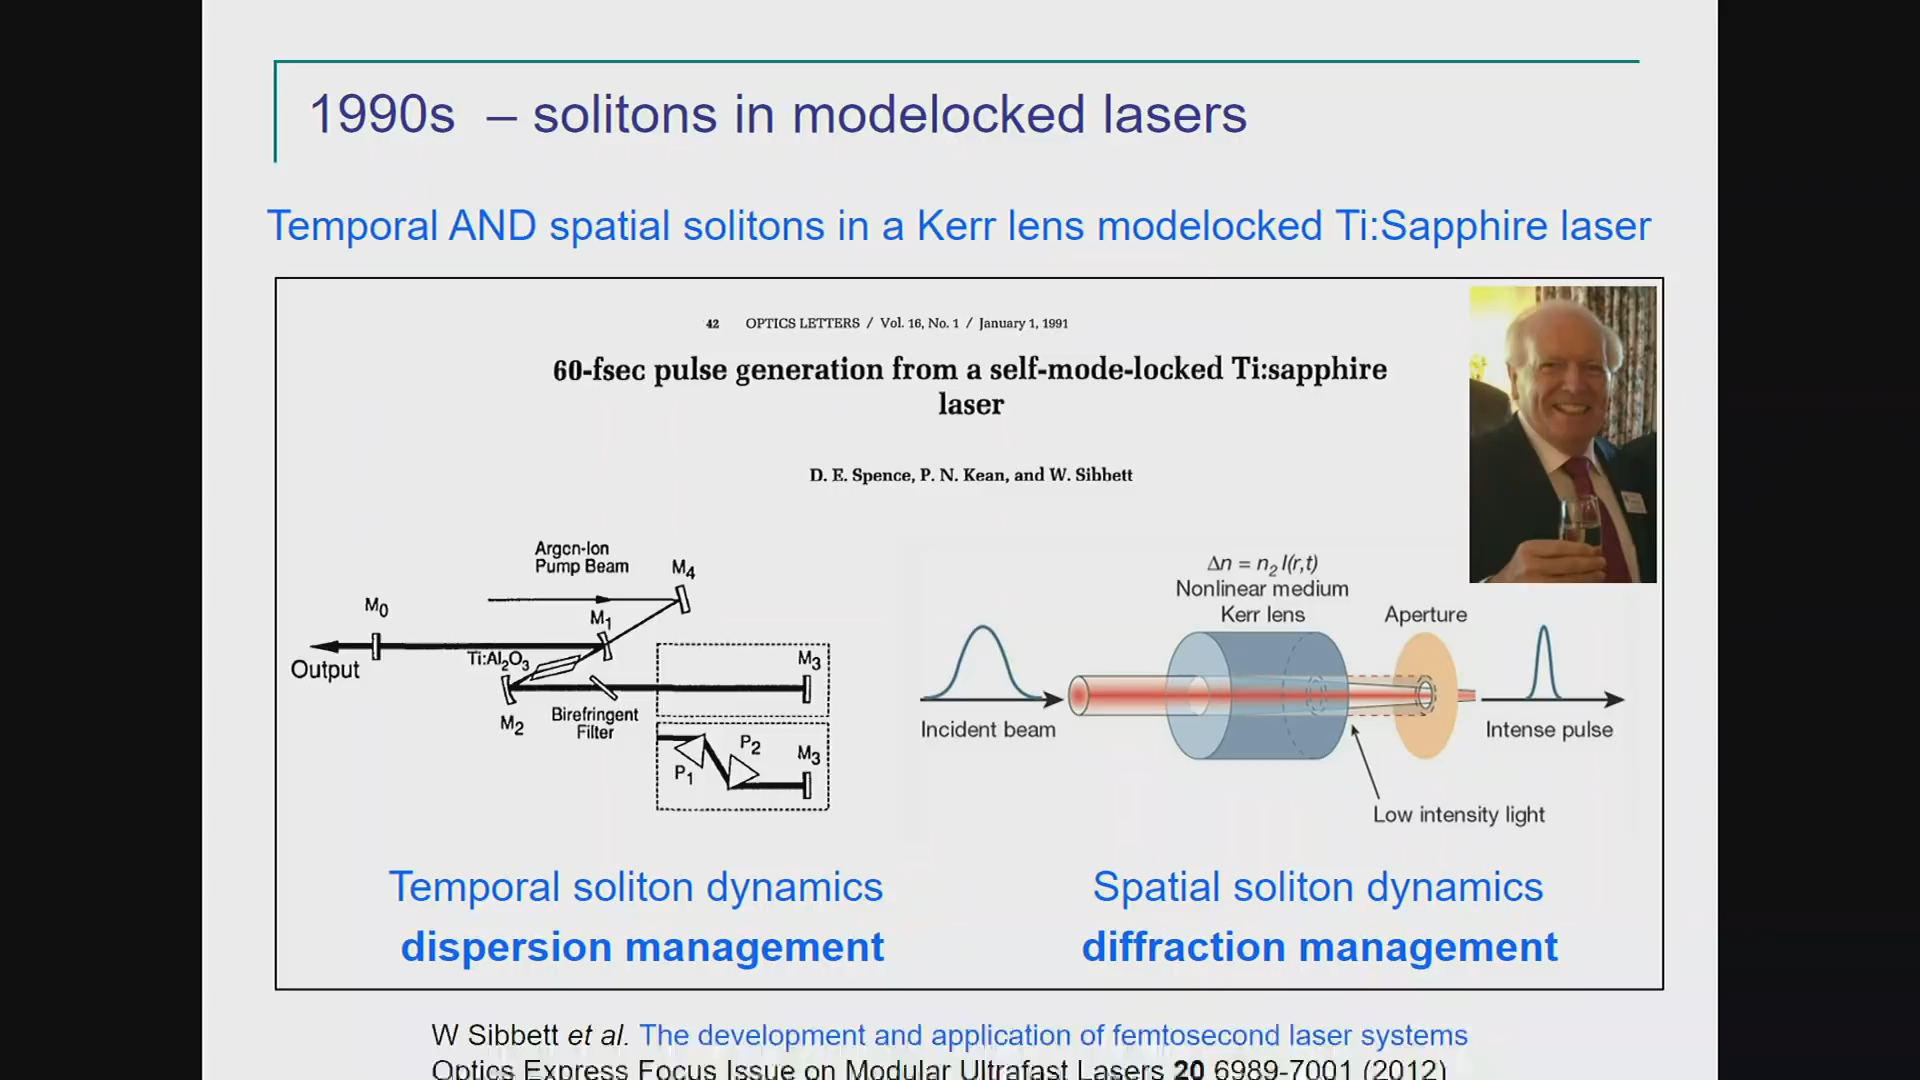 1990s – solitons in modelocked lasers
Temporal AND spatial solitons in a Kerr lens modelocked Ti:Sapphire laser
42 OPTICS LETTERS / Vol. 16, No. 1 / January 1, 1991
60-fsec pulse generation from a self-mode-locked Ti:sapphire
laser
D. E. Spence, P. N. Kean, and W. Sibbett
Argon-Ion
Pump Beam
M4
M0
M1
Output
Ti:Al2O3
M3
M2
Birefringent
Filter
P1
P2
M3
Δn = n2 I(r,t)
Nonlinear medium
Kerr lens
Aperture
Incident beam
Intense pulse
Low intensity light
Temporal soliton dynamics
dispersion management
Spatial soliton dynamics
diffraction management
W Sibbett et al. The development and application of femtosecond laser systems
Optics Express Focus Issue on Modular Ultrafast Lasers 20 6989-7001 (2012)